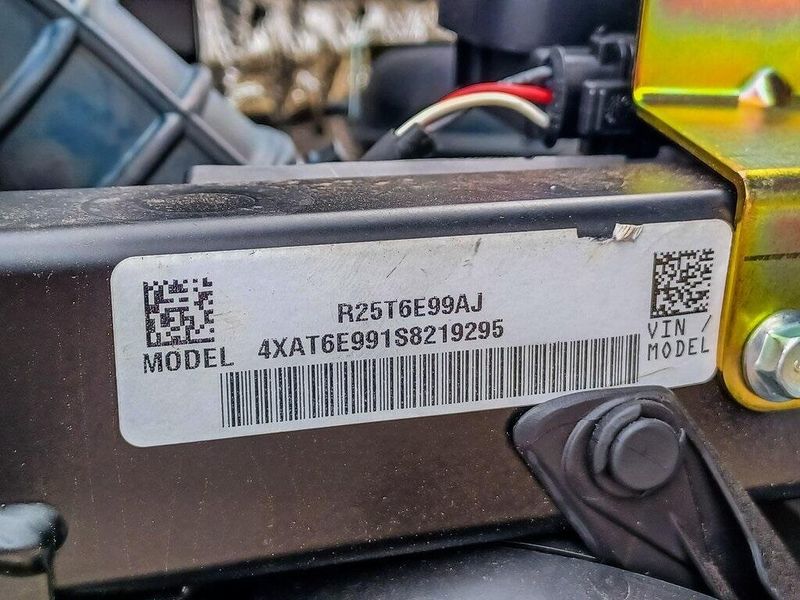 R25T6E99AJ
4XAT6E991S8219295
MODEL
VIN /
MODEL